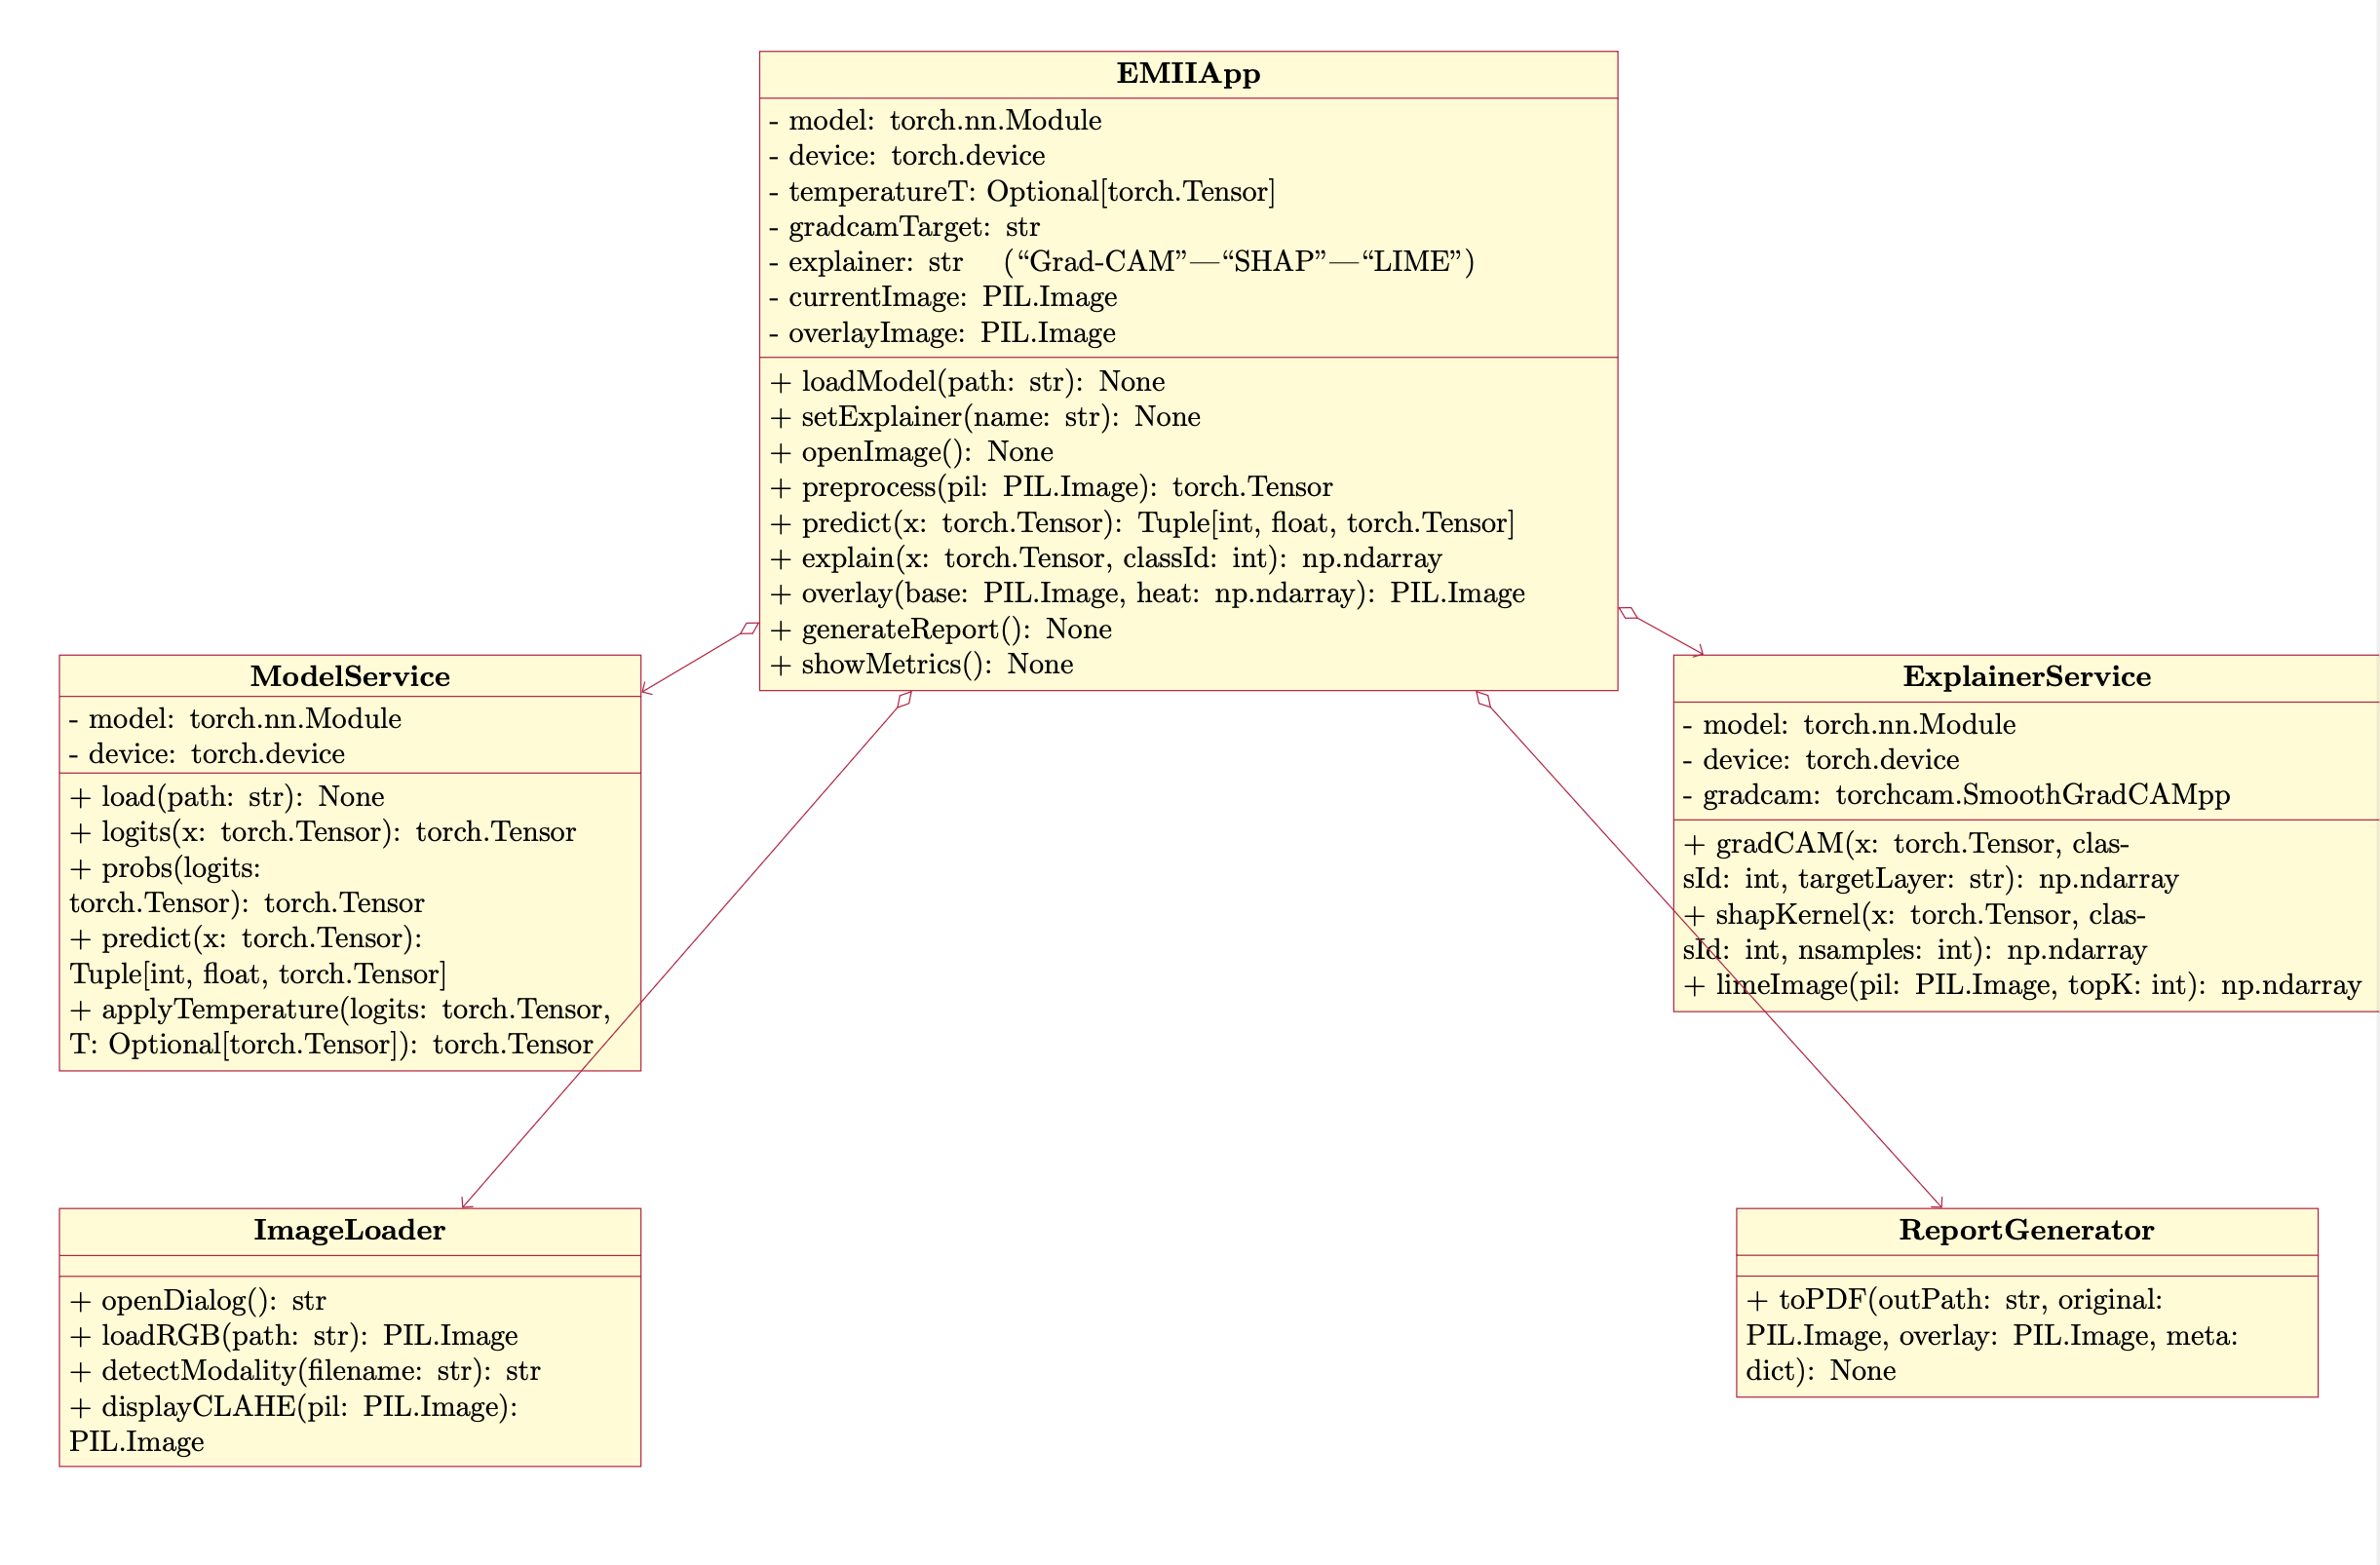 EMIIApp
- model: torch.nn.Module
- device: torch.device
- temperatureT: Optional[torch.Tensor]
- gradcamTarget: str
- explainer: str (“Grad-CAM”—“SHAP”—“LIME”)
- currentImage: PIL.Image
- overlayImage: PIL.Image
+ loadModel(path: str): None
+ setExplainer(name: str): None
+ openImage(): None
+ preprocess(pil: PIL.Image): torch.Tensor
+ predict(x: torch.Tensor): Tuple[int, float, torch.Tensor]
+ explain(x: torch.Tensor, classId: int): np.ndarray
+ overlay(base: PIL.Image, heat: np.ndarray): PIL.Image
+ generateReport(): None
+ showMetrics(): None
ModelService
- model: torch.nn.Module
- device: torch.device
+ load(path: str): None
+ logits(x: torch.Tensor): torch.Tensor
+ probs(logits:
torch.Tensor): torch.Tensor
+ predict(x: torch.Tensor):
Tuple[int, float, torch.Tensor]
+ applyTemperature(logits: torch.Tensor,
T: Optional[torch.Tensor]): torch.Tensor
ExplainerService
- model: torch.nn.Module
- device: torch.device
- gradcam: torchcam.SmoothGradCAMpp
+ gradCAM(x: torch.Tensor, clas-
sId: int, targetLayer: str): np.ndarray
+ shapKernel(x: torch.Tensor, clas-
sId: int, nsamples: int): np.ndarray
+ limeImage(pil: PIL.Image, topK: int): np.ndarray
ImageLoader
+ openDialog(): str
+ loadRGB(path: str): PIL.Image
+ detectModality(filename: str): str
+ displayCLAHE(pil: PIL.Image):
PIL.Image
ReportGenerator
+ toPDF(outPath: str, original:
PIL.Image, overlay: PIL.Image, meta:
dict): None